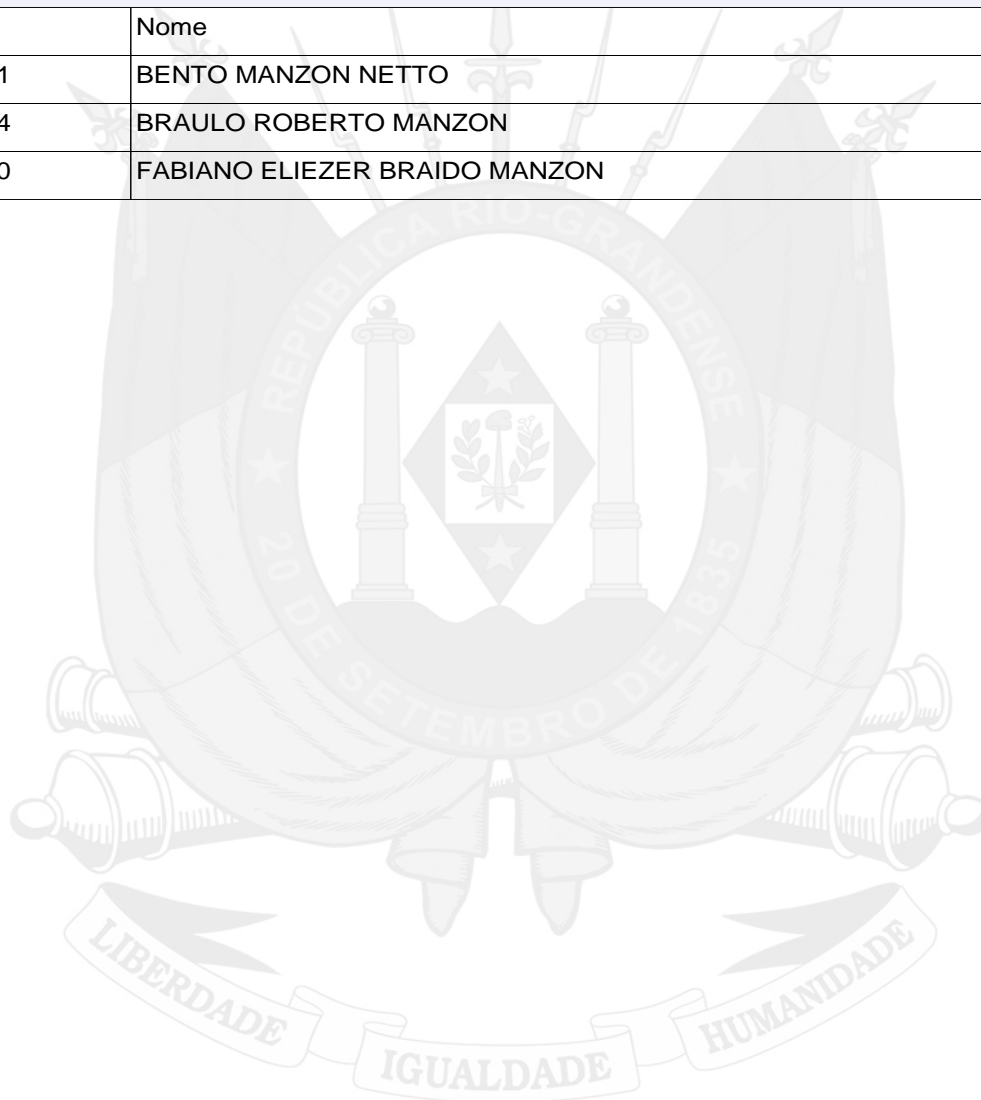 Nome
1 BENTO MANZON NETTO
4 BRAULO ROBERTO MANZON
0 FABIANO ELIEZER BRAIDO MANZON
REPÚBLICA RIO-GRANDENSE
20 DE SETEMBRO DE 1835
LIBERDADE IGUALDADE HUMANIDADE